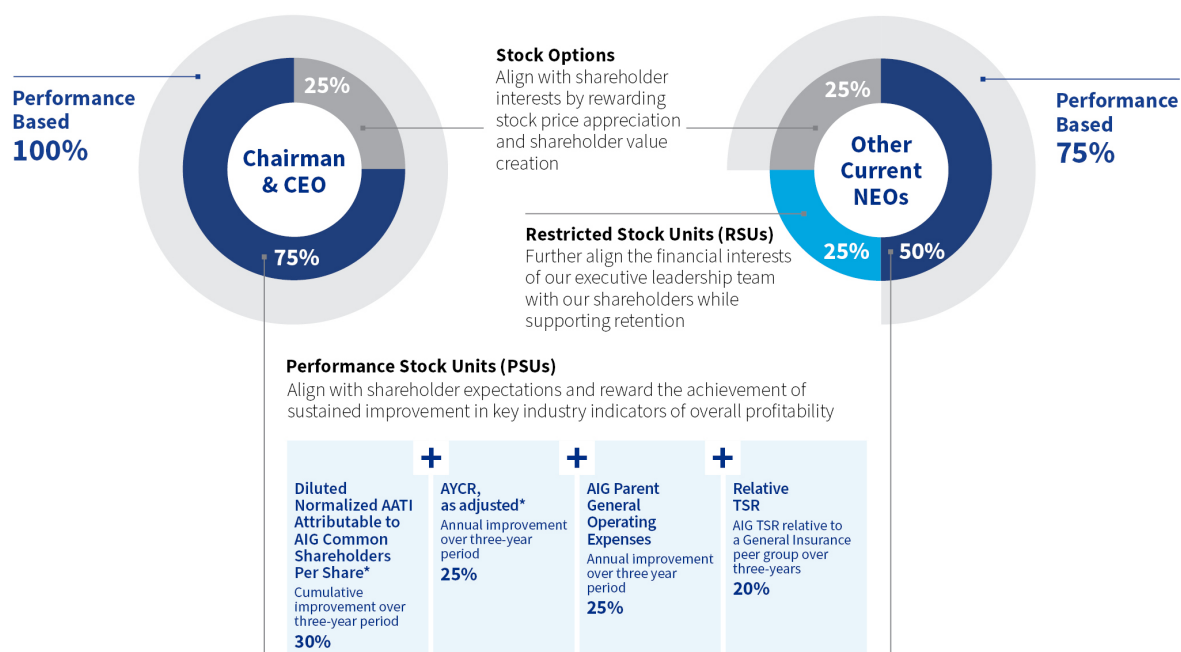 Performance
Based
100%
25%
Chairman
& CEO
75%
Stock Options
Align with shareholder
interests by rewarding
stock price appreciation
and shareholder value
creation
25%
Other
Current
NEOs
25%
50%
Performance
Based
75%
Restricted Stock Units (RSUs)
Further align the financial interests
of our executive leadership team
with our shareholders while
supporting retention
Performance Stock Units (PSUs)
Align with shareholder expectations and reward the achievement of
sustained improvement in key industry indicators of overall profitability
+
+
+
Diluted
Normalized AATI
Attributable to
AIG Common
Shareholders
Per Share*
Cumulative
improvement over
three-year period
30%
AYCR,
as adjusted*
Annual improvement
over three-year
period
25%
AIG Parent
General
Operating
Expenses
Annual improvement
over three year
period
25%
Relative
TSR
AIG TSR relative to
a General Insurance
peer group over
three-years
20%